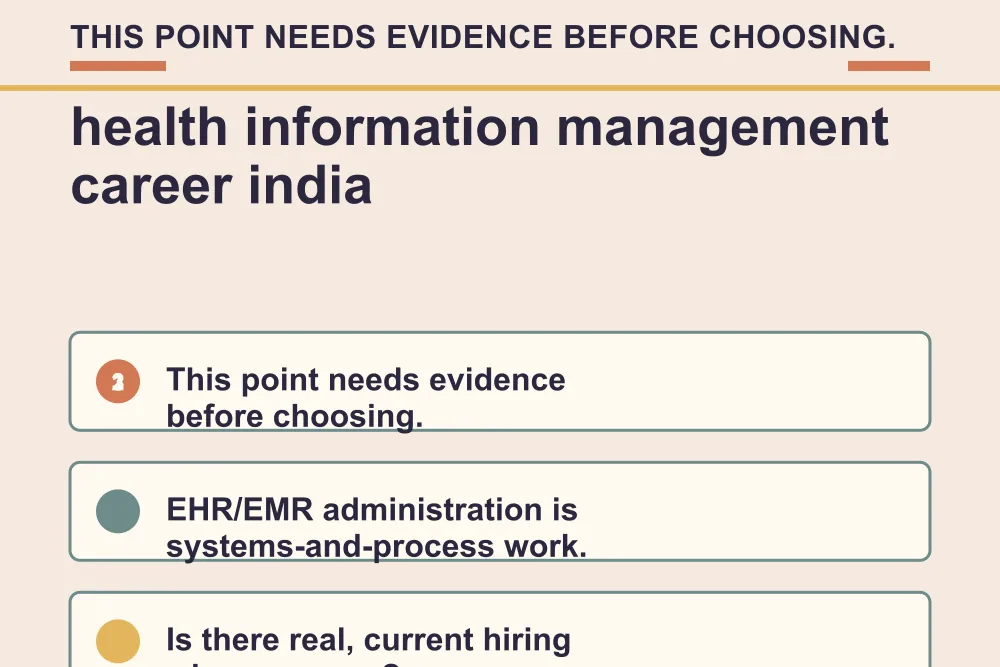 THIS POINT NEEDS EVIDENCE BEFORE CHOOSING.
health information management
career india
This point needs evidence
before choosing.
EHR/EMR administration is
systems-and-process work.
Is there real, current hiring